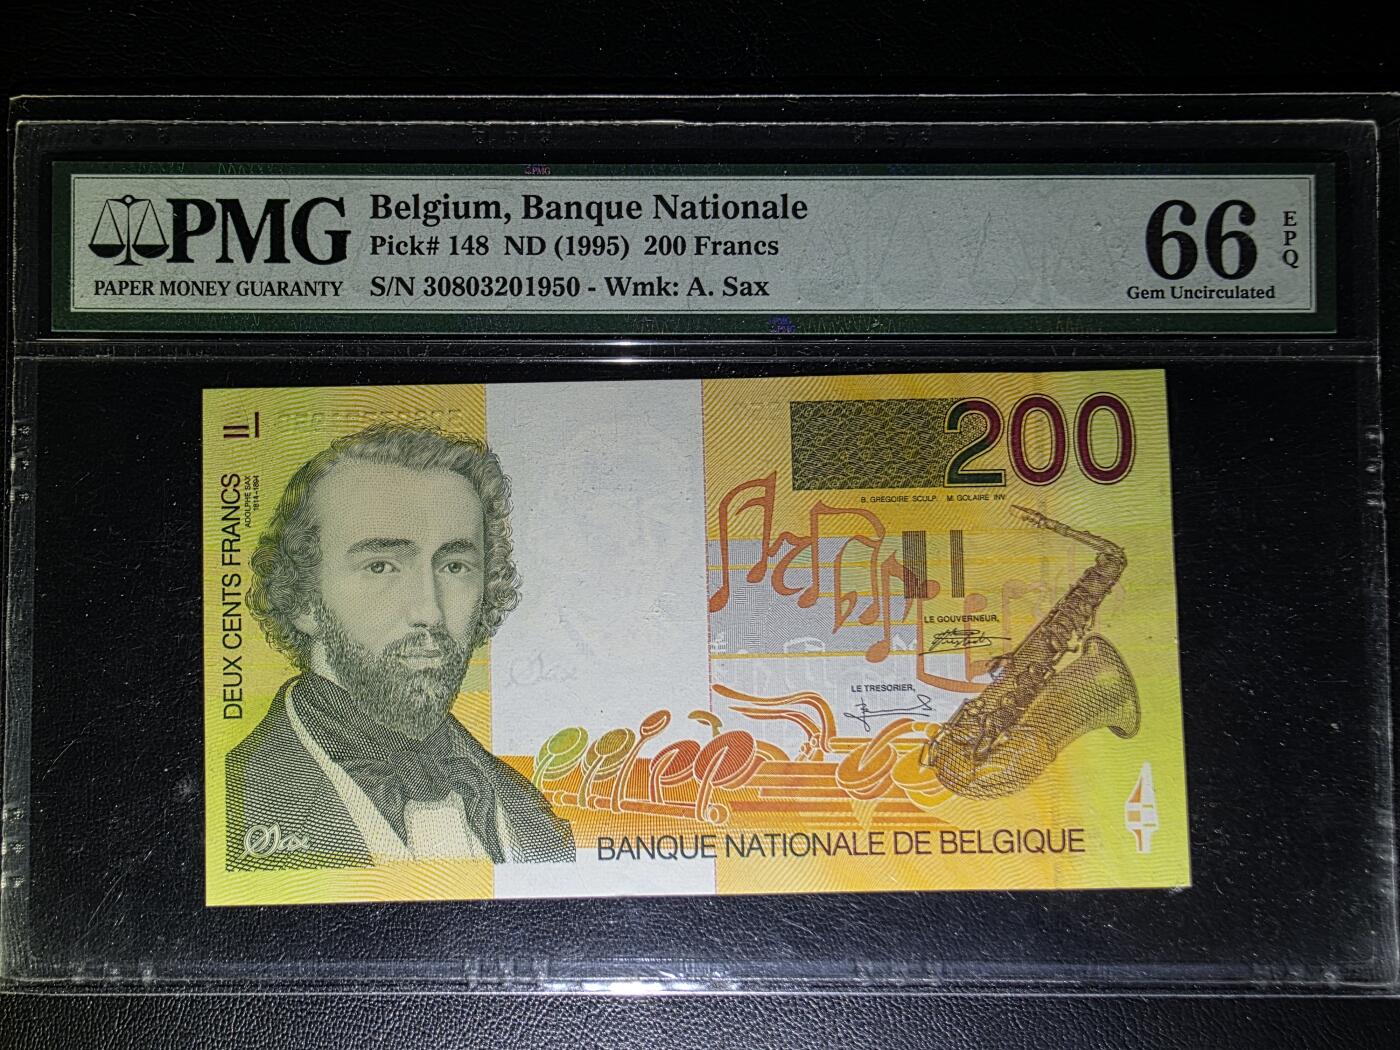 PMG
PAPER MONEY GUARANTY
Belgium, Banque Nationale
Pick# 148 ND (1995) 200 Francs
S/N 30803201950 - Wmk: A. Sax
66
EPQ
Gem Uncirculated
200
B. GREGOIRE SCULP. M. GOLAIRE INV.
DEUX CENTS FRANCS
ADOLPHE SAX
1814-1894
LE GOUVERNEUR,
LE TRESORIER,
Sax
Sax
BANQUE NATIONALE DE BELGIQUE